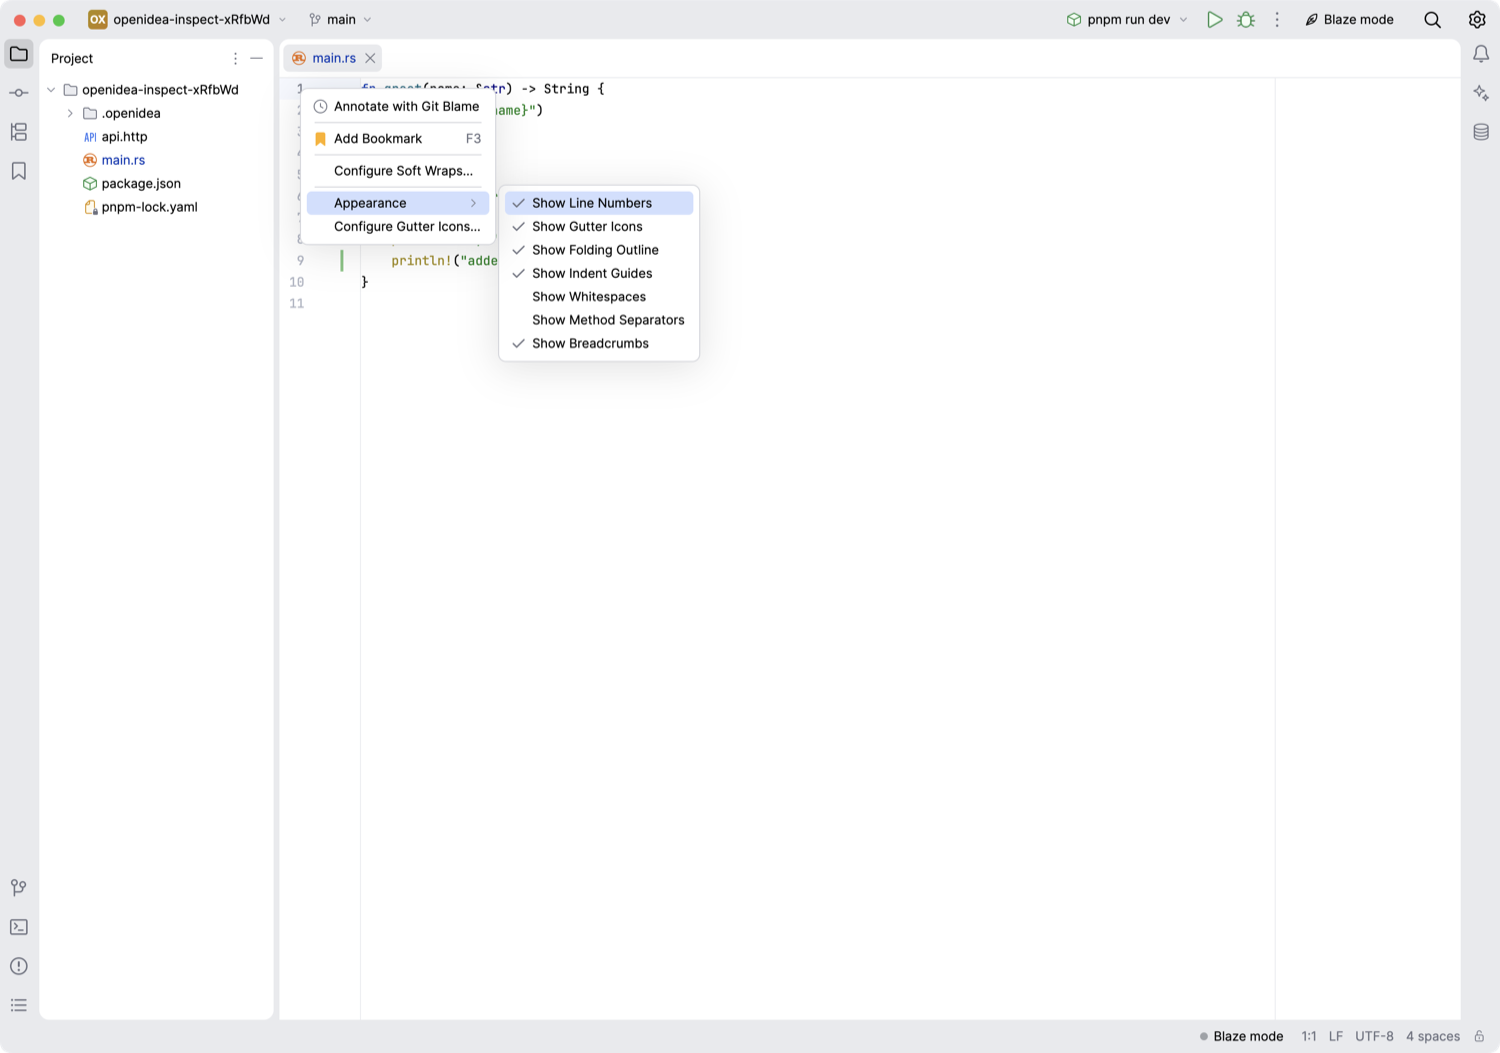 OX openidea-inspect-xRfbWd main pnpm run dev Blaze mode
Project
main.rs
openidea-inspect-xRfbWd
.openidea
API api.http
main.rs
package.json
pnpm-lock.yaml
1
-> String {
ame}")
Annotate with Git Blame
Add Bookmark F3
Configure Soft Wraps...
Appearance
Configure Gutter Icons...
Show Line Numbers
Show Gutter Icons
Show Folding Outline
Show Indent Guides
Show Whitespaces
Show Method Separators
Show Breadcrumbs
9 println!("adde
10 }
11
Blaze mode 1:1 LF UTF-8 4 spaces